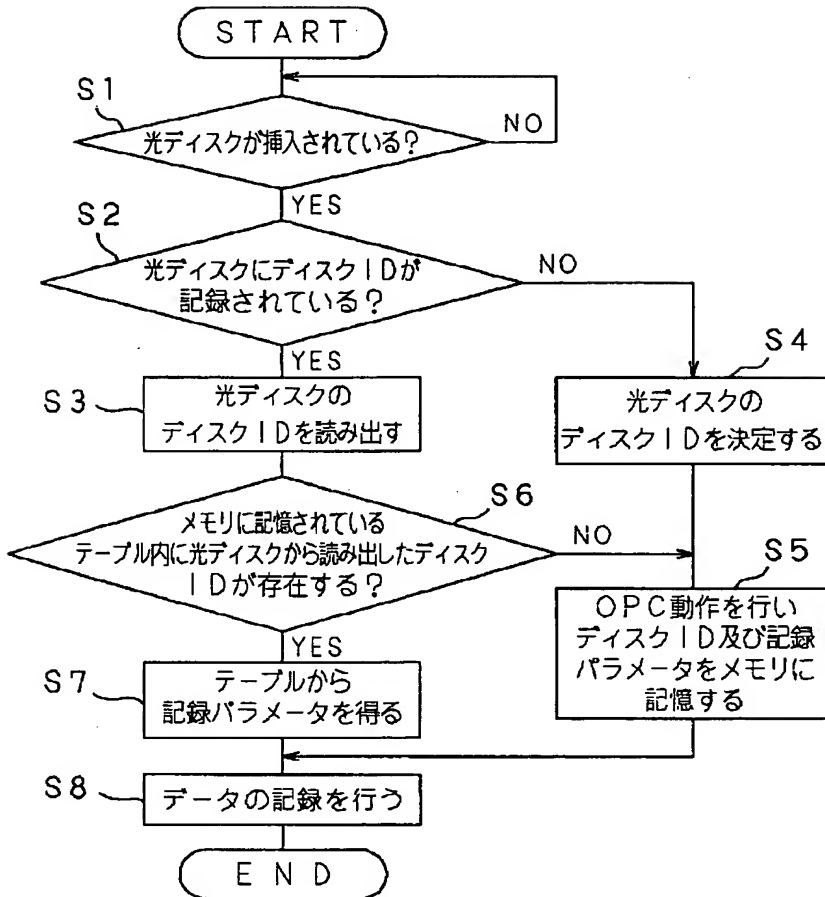 START
S1
光ディスクが挿入されている?
NO
YES
S2
光ディスクにディスクIDが
記録されている?
NO
YES
S3
光ディスクの
ディスクIDを読み出す
S4
光ディスクの
ディスクIDを決定する
S6
メモリに記憶されている
テーブル内に光ディスクから読み出したディスク
IDが存在する?
NO
YES
S5
OPC動作を行い
ディスクID及び記録
パラメータをメモリに
記憶する
S7
テーブルから
記録パラメータを得る
S8
データの記録を行う
END